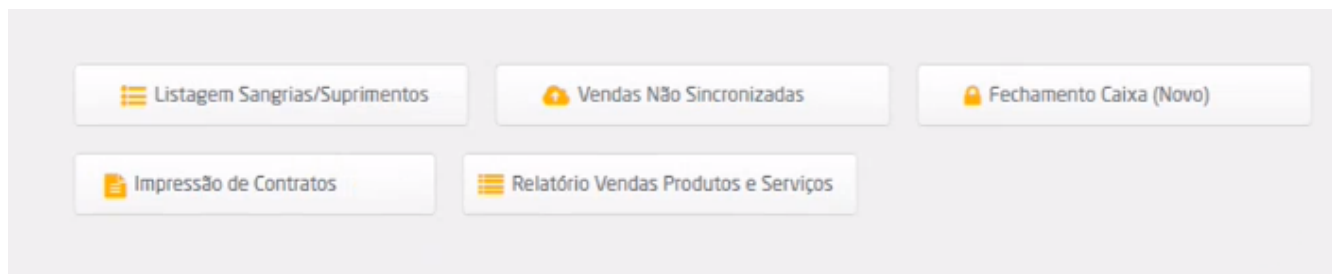 Listagem Sangrias/Suprimentos
Vendas Não Sincronizadas
Fechamento Caixa (Novo)
Impressão de Contratos
Relatório Vendas Produtos e Serviços